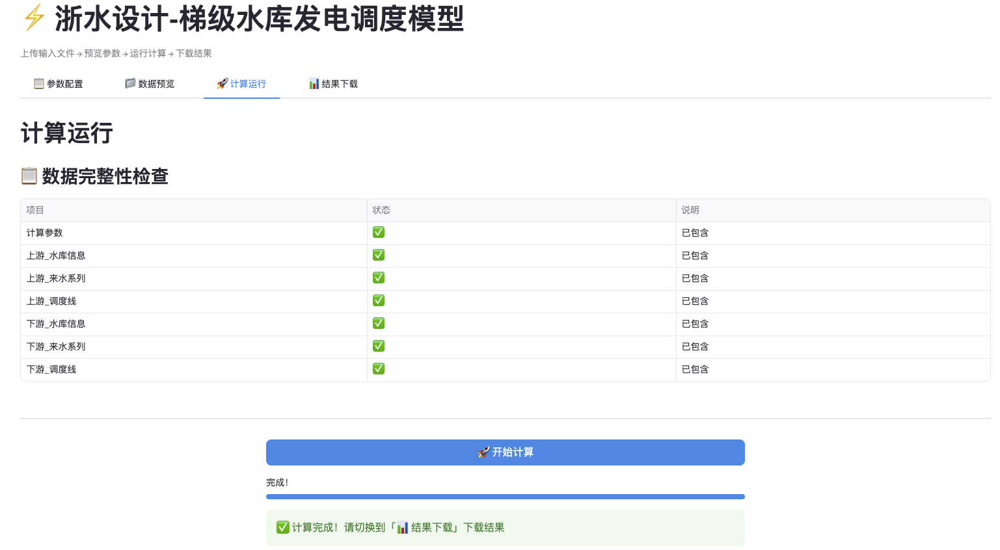 ⚡ 浙水设计-梯级水库发电调度模型
上传输入文件 → 预览参数 → 运行计算 → 下载结果
📋 参数配置 📁 数据预览 🚀 计算运行 📊 结果下载
计算运行
📋 数据完整性检查
项目 状态 说明
计算参数 ✅ 已包含
上游_水库信息 ✅ 已包含
上游_来水系列 ✅ 已包含
上游_调度线 ✅ 已包含
下游_水库信息 ✅ 已包含
下游_来水系列 ✅ 已包含
下游_调度线 ✅ 已包含
🚀 开始计算
完成！
✅ 计算完成！请切换到「📊 结果下载」下载结果